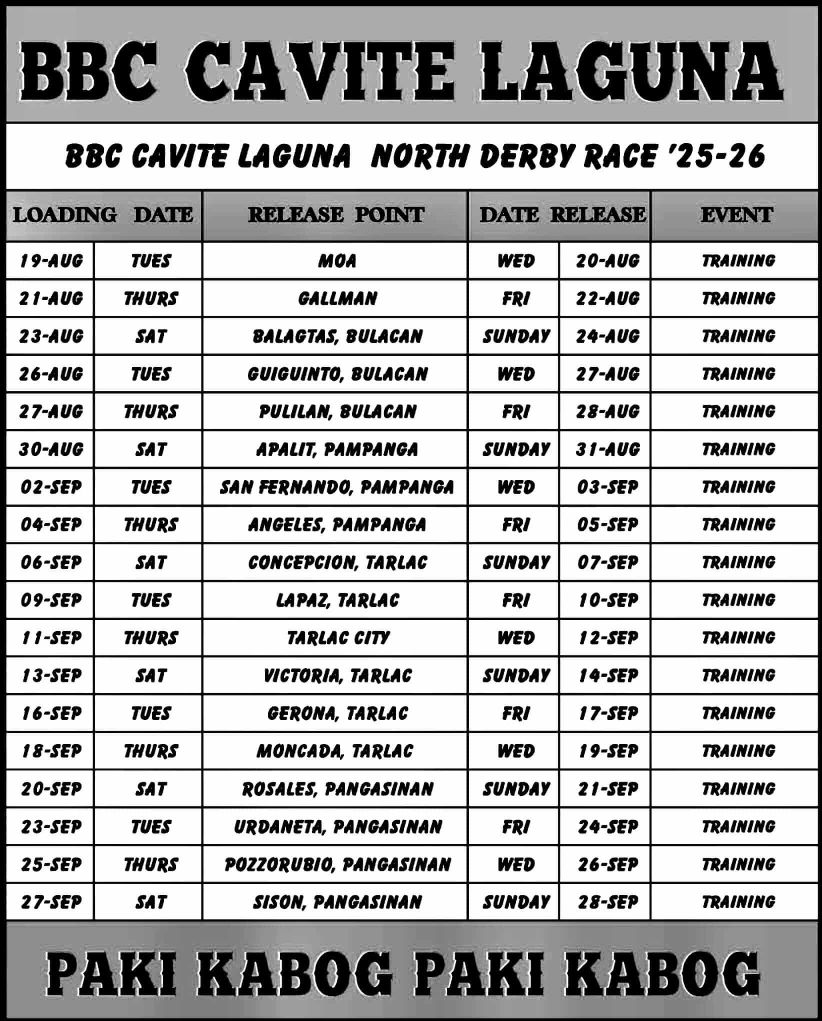 BBC CAVITE LAGUNA
BBC CAVITE LAGUNA NORTH DERBY RACE '25-26
LOADING DATE RELEASE POINT DATE RELEASE EVENT
19-AUG TUES MOA WED 20-AUG TRAINING
21-AUG THURS GALLMAN FRI 22-AUG TRAINING
23-AUG SAT BALAGTAS, BULACAN SUNDAY 24-AUG TRAINING
26-AUG TUES GUIGUINTO, BULACAN WED 27-AUG TRAINING
27-AUG THURS PULILAN, BULACAN FRI 28-AUG TRAINING
30-AUG SAT APALIT, PAMPANGA SUNDAY 31-AUG TRAINING
02-SEP TUES SAN FERNANDO, PAMPANGA WED 03-SEP TRAINING
04-SEP THURS ANGELES, PAMPANGA FRI 05-SEP TRAINING
06-SEP SAT CONCEPCION, TARLAC SUNDAY 07-SEP TRAINING
09-SEP TUES LAPAZ, TARLAC FRI 10-SEP TRAINING
11-SEP THURS TARLAC CITY WED 12-SEP TRAINING
13-SEP SAT VICTORIA, TARLAC SUNDAY 14-SEP TRAINING
16-SEP TUES GERONA, TARLAC FRI 17-SEP TRAINING
18-SEP THURS MONCADA, TARLAC WED 19-SEP TRAINING
20-SEP SAT ROSALES, PANGASINAN SUNDAY 21-SEP TRAINING
23-SEP TUES URDANETA, PANGASINAN FRI 24-SEP TRAINING
25-SEP THURS POZZORUBIO, PANGASINAN WED 26-SEP TRAINING
27-SEP SAT SISON, PANGASINAN SUNDAY 28-SEP TRAINING
PAKI KABOG PAKI KABOG